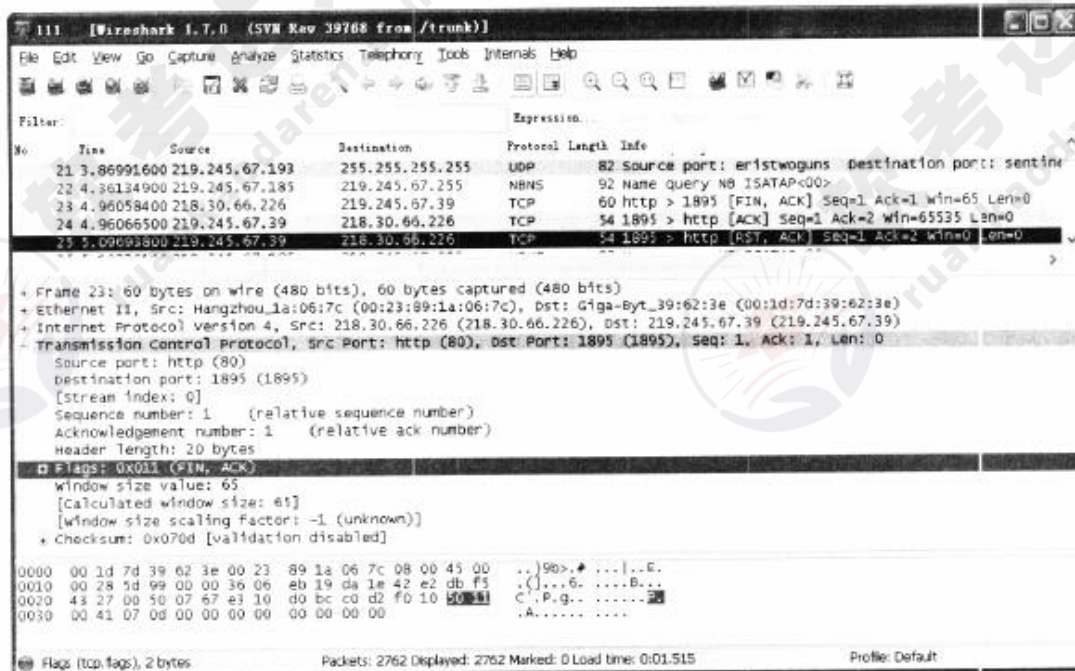 111 [Wireshark 1.7.0 (SVN Rev 39768 from /trunk)]
File Edit View Go Capture Analyze Statistics Telephony Tools Internals Help
Filter: Expression...
No Time Source Destination Protocol Length Info
21 3.86991600 219.245.67.193 255.255.255.255 UDP 82 Source port: eristwoguns Destination port: sentine
22 4.36134900 219.245.67.185 219.245.67.255 NBNS 92 Name query NB ISATAP<00>
23 4.96058400 218.30.66.226 219.245.67.39 TCP 60 http > 1895 [FIN, ACK] Seq=1 Ack=1 Win=65 Len=0
24 4.96066500 219.245.67.39 218.30.66.226 TCP 54 1895 > http [ACK] Seq=1 Ack=2 Win=65535 Len=0
25 5.09693800 219.245.67.39 218.30.66.226 TCP 54 1895 > http [RST, ACK] Seq=1 Ack=2 Win=0 Len=0
+ Frame 23: 60 bytes on wire (480 bits), 60 bytes captured (480 bits)
+ Ethernet II, Src: Hangzhou_1a:06:7c (00:23:89:1a:06:7c), Dst: Giga-Byt_39:62:3e (00:1d:7d:39:62:3e)
+ Internet Protocol Version 4, Src: 218.30.66.226 (218.30.66.226), Dst: 219.245.67.39 (219.245.67.39)
- Transmission Control Protocol, Src Port: http (80), Dst Port: 1895 (1895), Seq: 1, Ack: 1, Len: 0
Source port: http (80)
Destination port: 1895 (1895)
[Stream index: 0]
Sequence number: 1 (relative sequence number)
Acknowledgement number: 1 (relative ack number)
Header length: 20 bytes
+ Flags: 0x011 (FIN, ACK)
Window size value: 65
[Calculated window size: 65]
[Window size scaling factor: -1 (unknown)]
+ Checksum: 0x070d [validation disabled]
0000 00 1d 7d 39 62 3e 00 23 89 1a 06 7c 08 00 45 00 ..}9b>.# ...|..E.
0010 00 28 5d 99 00 00 36 06 eb 19 da 1e 42 e2 db f5 .(]...6. ....B...
0020 43 27 00 50 07 67 e3 10 d0 bc c0 d2 f0 10 50 11 C'.P.g.. ......P.
0030 00 41 07 0d 00 00 00 00 00 00 00 00 .A...... ....
Flags (tcp.flags), 2 bytes Packets: 2762 Displayed: 2762 Marked: 0 Load time: 0:01.515 Profile: Default